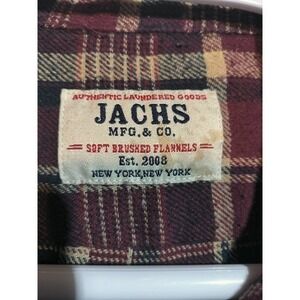 AUTHENTIC LAUNDERED GOODS
JACHS
MFG. & CO.
SOFT BRUSHED FLANNELS
Est. 2008
NEW YORK, NEW YORK